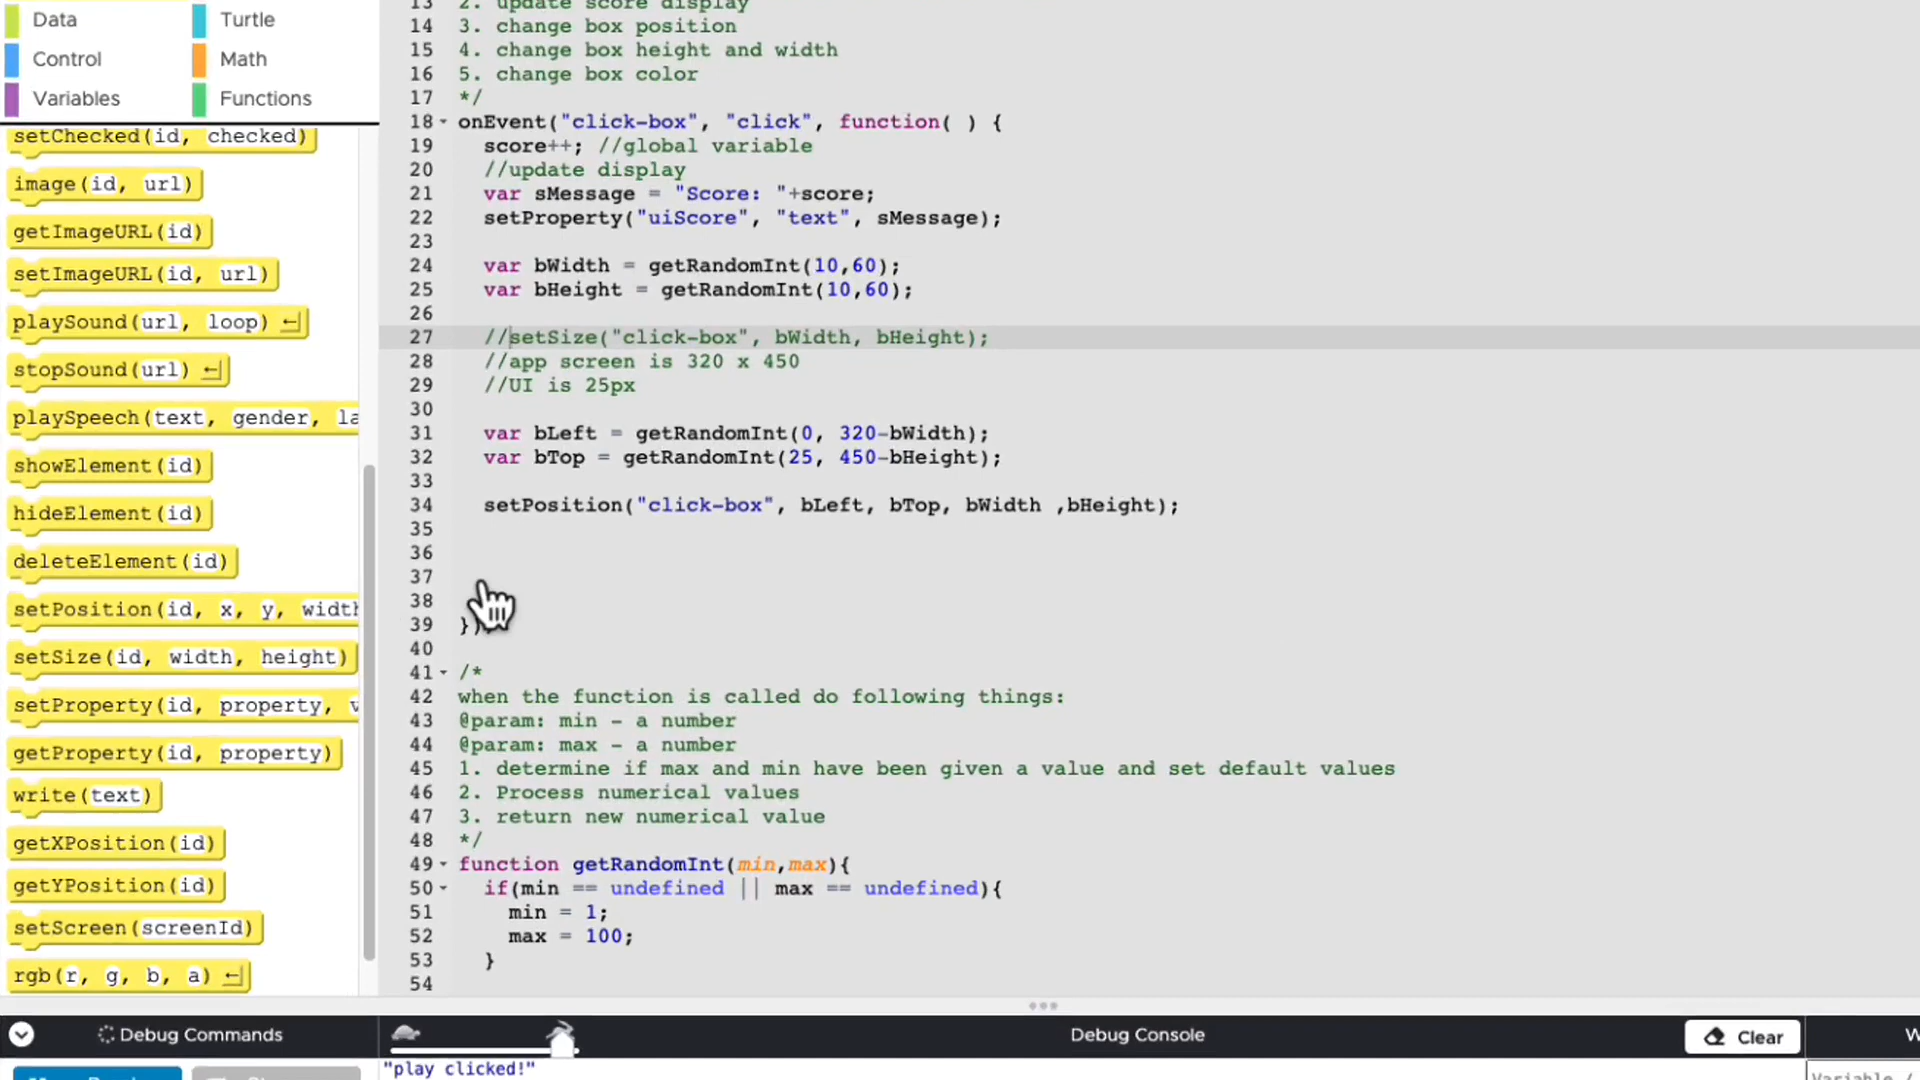 Data
Turtle
Control
Math
Variables
Functions
setChecked(id, checked)
image(id, url)
getImageURL(id)
setImageURL(id, url)
playSound(url, loop)
stopSound(url)
playSpeech(text, gender, la
showElement(id)
hideElement(id)
deleteElement(id)
setPosition(id, x, y, width
setSize(id, width, height)
setProperty(id, property, v
getProperty(id, property)
write(text)
getXPosition(id)
getYPosition(id)
setScreen(screenId)
rgb(r, g, b, a)
13 2. update score display
14 3. change box position
15 4. change box height and width
16 5. change box color
17 */
18 onEvent("click-box", "click", function( ) {
19 score++; //global variable
20 //update display
21 var sMessage = "Score: "+score;
22 setProperty("uiScore", "text", sMessage);
23
24 var bWidth = getRandomInt(10,60);
25 var bHeight = getRandomInt(10,60);
26
27 //setSize("click-box", bWidth, bHeight);
28 //app screen is 320 x 450
29 //UI is 25px
30
31 var bLeft = getRandomInt(0, 320-bWidth);
32 var bTop = getRandomInt(25, 450-bHeight);
33
34 setPosition("click-box", bLeft, bTop, bWidth ,bHeight);
35
36
37
38
39 })
40
41 /*
42 when the function is called do following things:
43 @param: min - a number
44 @param: max - a number
45 1. determine if max and min have been given a value and set default values
46 2. Process numerical values
47 3. return new numerical value
48 */
49 function getRandomInt(min,max){
50 if(min == undefined || max == undefined){
51 min = 1;
52 max = 100;
53 }
54
Debug Commands
Debug Console
Clear
W
"play clicked!"